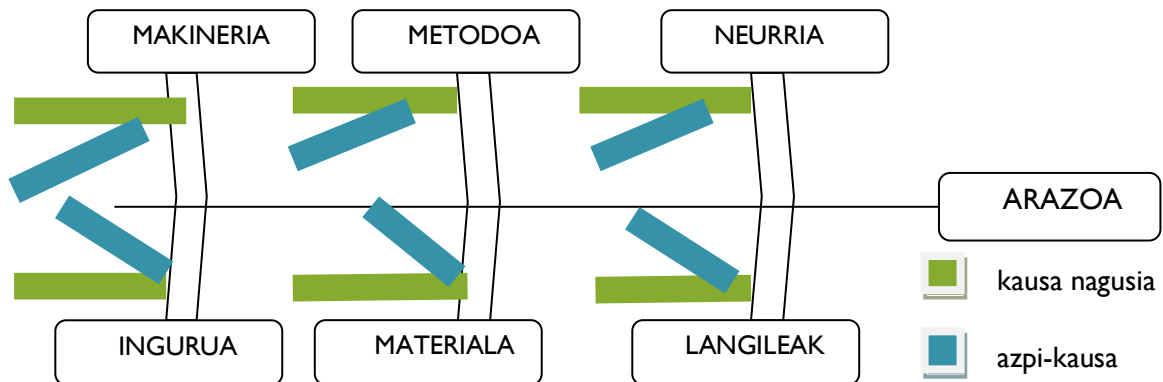 MAKINERIA
METODOA
NEURRIA
ARAZOA
kausa nagusia
INGURUA
MATERIALA
LANGILEAK
azpi-kausa